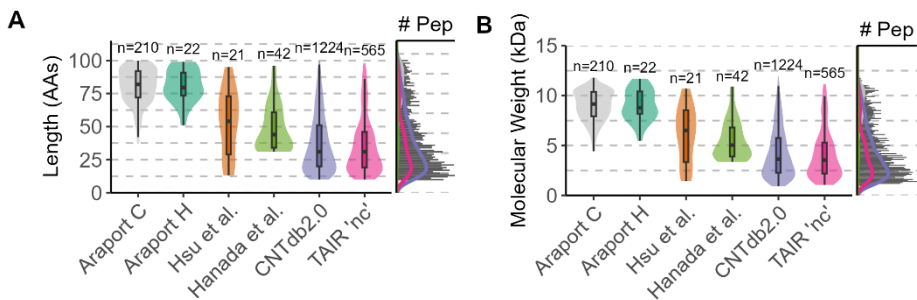 A
# Pep
n=210 n=22 n=21 n=42 n=1224 n=565
Length (AAs)
100
75
50
25
0
Araport C
Araport H
Hsu et al.
Hanada et al.
CNTdb2.0
TAIR 'nc'
B
# Pep
n=210 n=22 n=21 n=42 n=1224 n=565
Molecular Weight (kDa)
15
10
5
0
Araport C
Araport H
Hsu et al.
Hanada et al.
CNTdb2.0
TAIR 'nc'